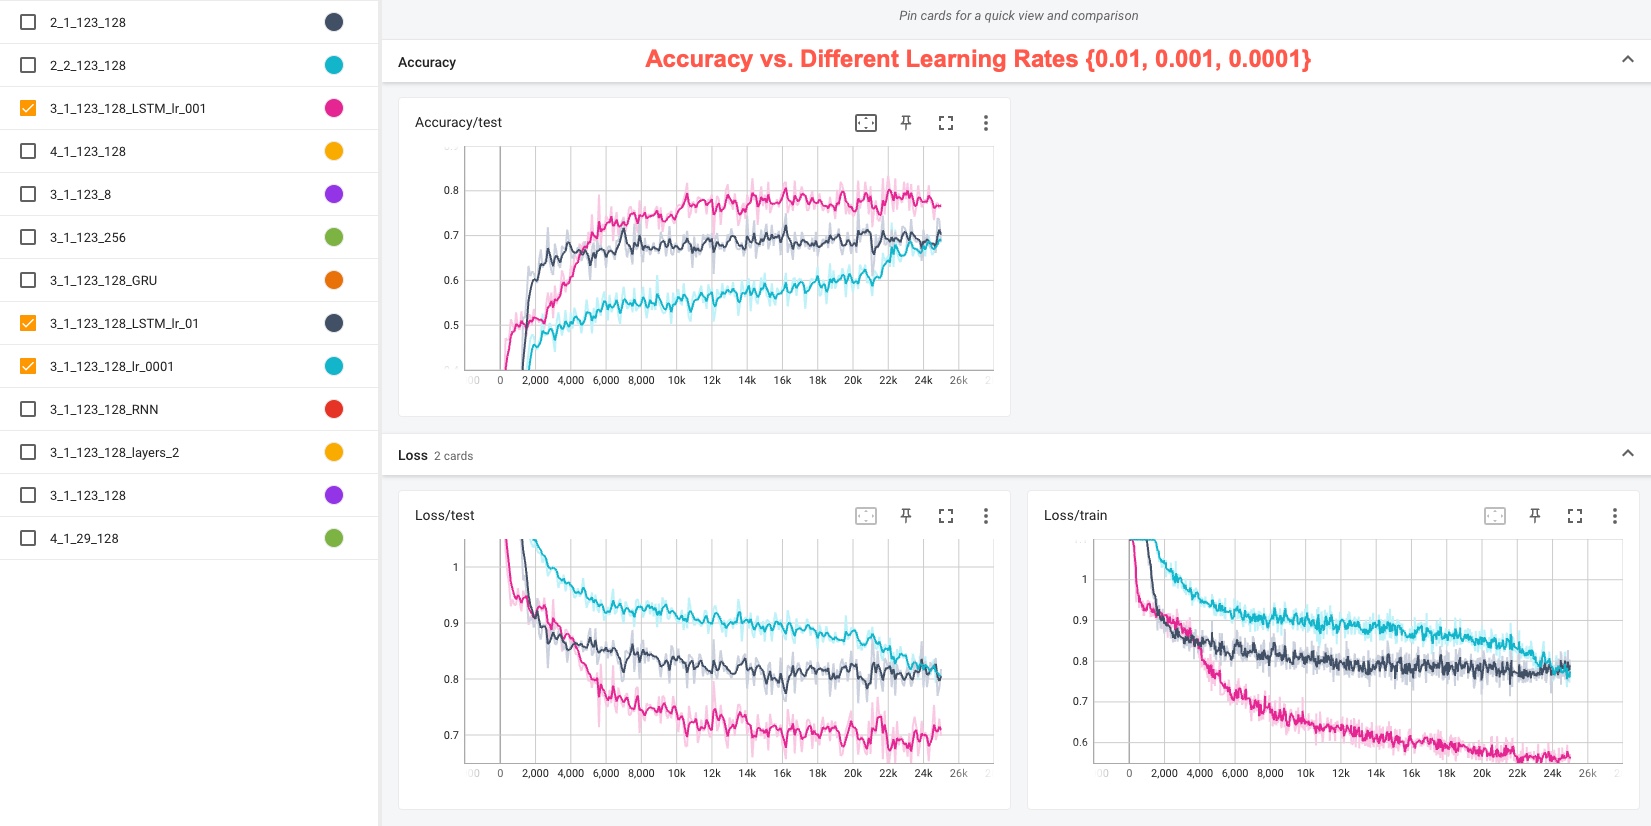 2_1_123_128
2_2_123_128
3_1_123_128_LSTM_lr_001
4_1_123_128
3_1_123_8
3_1_123_256
3_1_123_128_GRU
3_1_123_128_LSTM_lr_01
3_1_123_128_lr_0001
3_1_123_128_RNN
3_1_123_128_layers_2
3_1_123_128
4_1_29_128
Pin cards for a quick view and comparison
Accuracy
Accuracy vs. Different Learning Rates {0.01, 0.001, 0.0001}
Accuracy/test
0.8
0.7
0.6
0.5
0 2,000 4,000 6,000 8,000 10k 12k 14k 16k 18k 20k 22k 24k 26k
Loss 2 cards
Loss/test
1
0.9
0.8
0.7
0 2,000 4,000 6,000 8,000 10k 12k 14k 16k 18k 20k 22k 24k 26k
Loss/train
1
0.9
0.8
0.7
0.6
0 2,000 4,000 6,000 8,000 10k 12k 14k 16k 18k 20k 22k 24k 26k